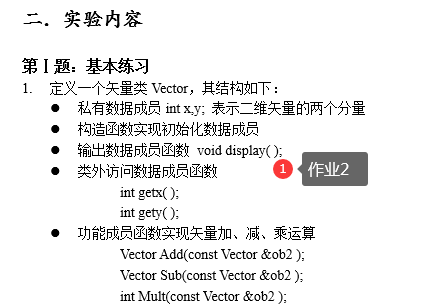 二．实验内容
第 I 题：基本练习
1. 定义一个矢量类 Vector，其结构如下：
● 私有数据成员 int x,y; 表示二维矢量的两个分量
● 构造函数实现初始化数据成员
● 输出数据成员函数 void display( );
● 类外访问数据成员函数 1 作业2
int getx( );
int gety( );
● 功能成员函数实现矢量加、减、乘运算
Vector Add(const Vector &ob2 );
Vector Sub(const Vector &ob2 );
int Mult(const Vector &ob2 );